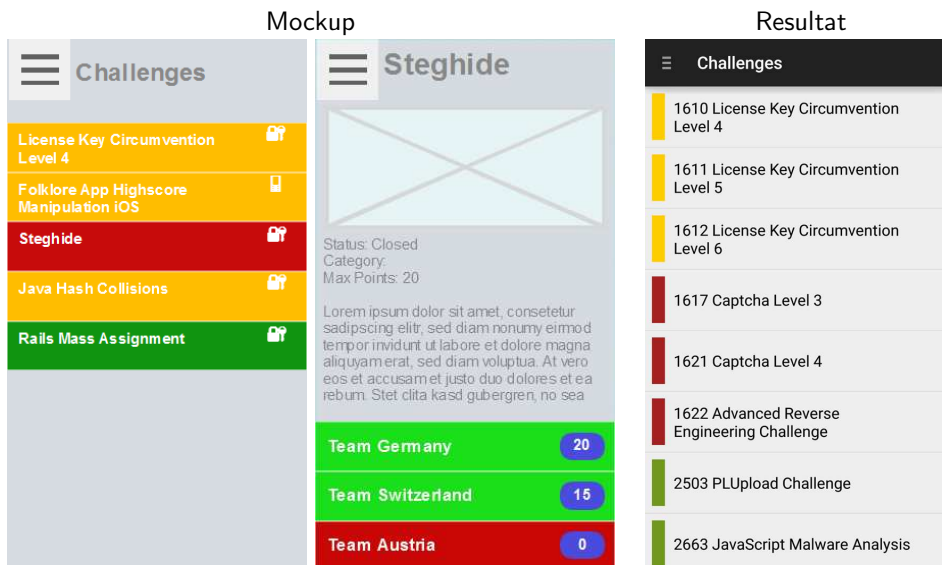 Mockup
Resultat
Challenges
License Key Circumvention
Level 4
Folklore App Highscore
Manipulation iOS
Steghide
Java Hash Collisions
Rails Mass Assignment
Steghide
Status: Closed
Category:
Max Points: 20
Lorem ipsum dolor sit amet, consetetur
sadipscing elitr, sed diam nonumy eirmod
tempor invidunt ut labore et dolore magna
aliquyam erat, sed diam voluptua. At vero
eos et accusam et justo duo dolores et ea
rebum. Stet clita kasd gubergren, no sea
Team Germany 20
Team Switzerland 15
Team Austria 0
Challenges
1610 License Key Circumvention
Level 4
1611 License Key Circumvention
Level 5
1612 License Key Circumvention
Level 6
1617 Captcha Level 3
1621 Captcha Level 4
1622 Advanced Reverse
Engineering Challenge
2503 PLUpload Challenge
2663 JavaScript Malware Analysis